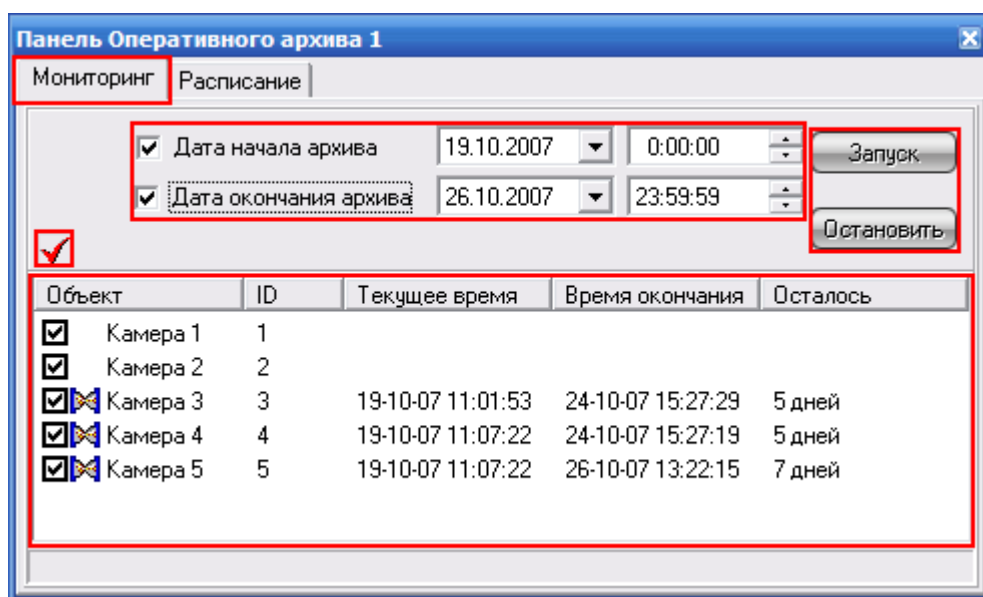 Панель Оперативного архива 1
Мониторинг Расписание
Дата начала архива 19.10.2007 0:00:00 Запуск
Дата окончания архива 26.10.2007 23:59:59
Остановить
Объект ID Текущее время Время окончания Осталось
Камера 1 1
Камера 2 2
Камера 3 3 19-10-07 11:01:53 24-10-07 15:27:29 5 дней
Камера 4 4 19-10-07 11:07:22 24-10-07 15:27:19 5 дней
Камера 5 5 19-10-07 11:07:22 26-10-07 13:22:15 7 дней